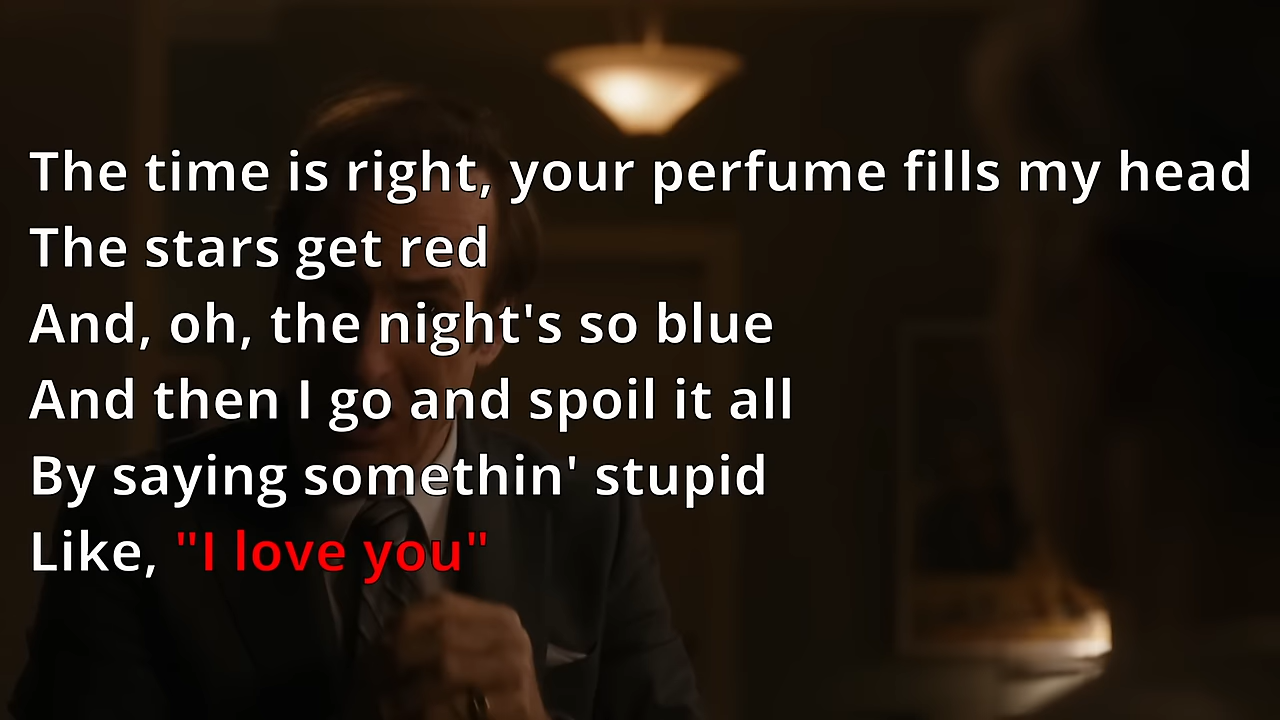 The time is right, your perfume fills my head
The stars get red
And, oh, the night's so blue
And then I go and spoil it all
By saying somethin' stupid
Like, "I love you"